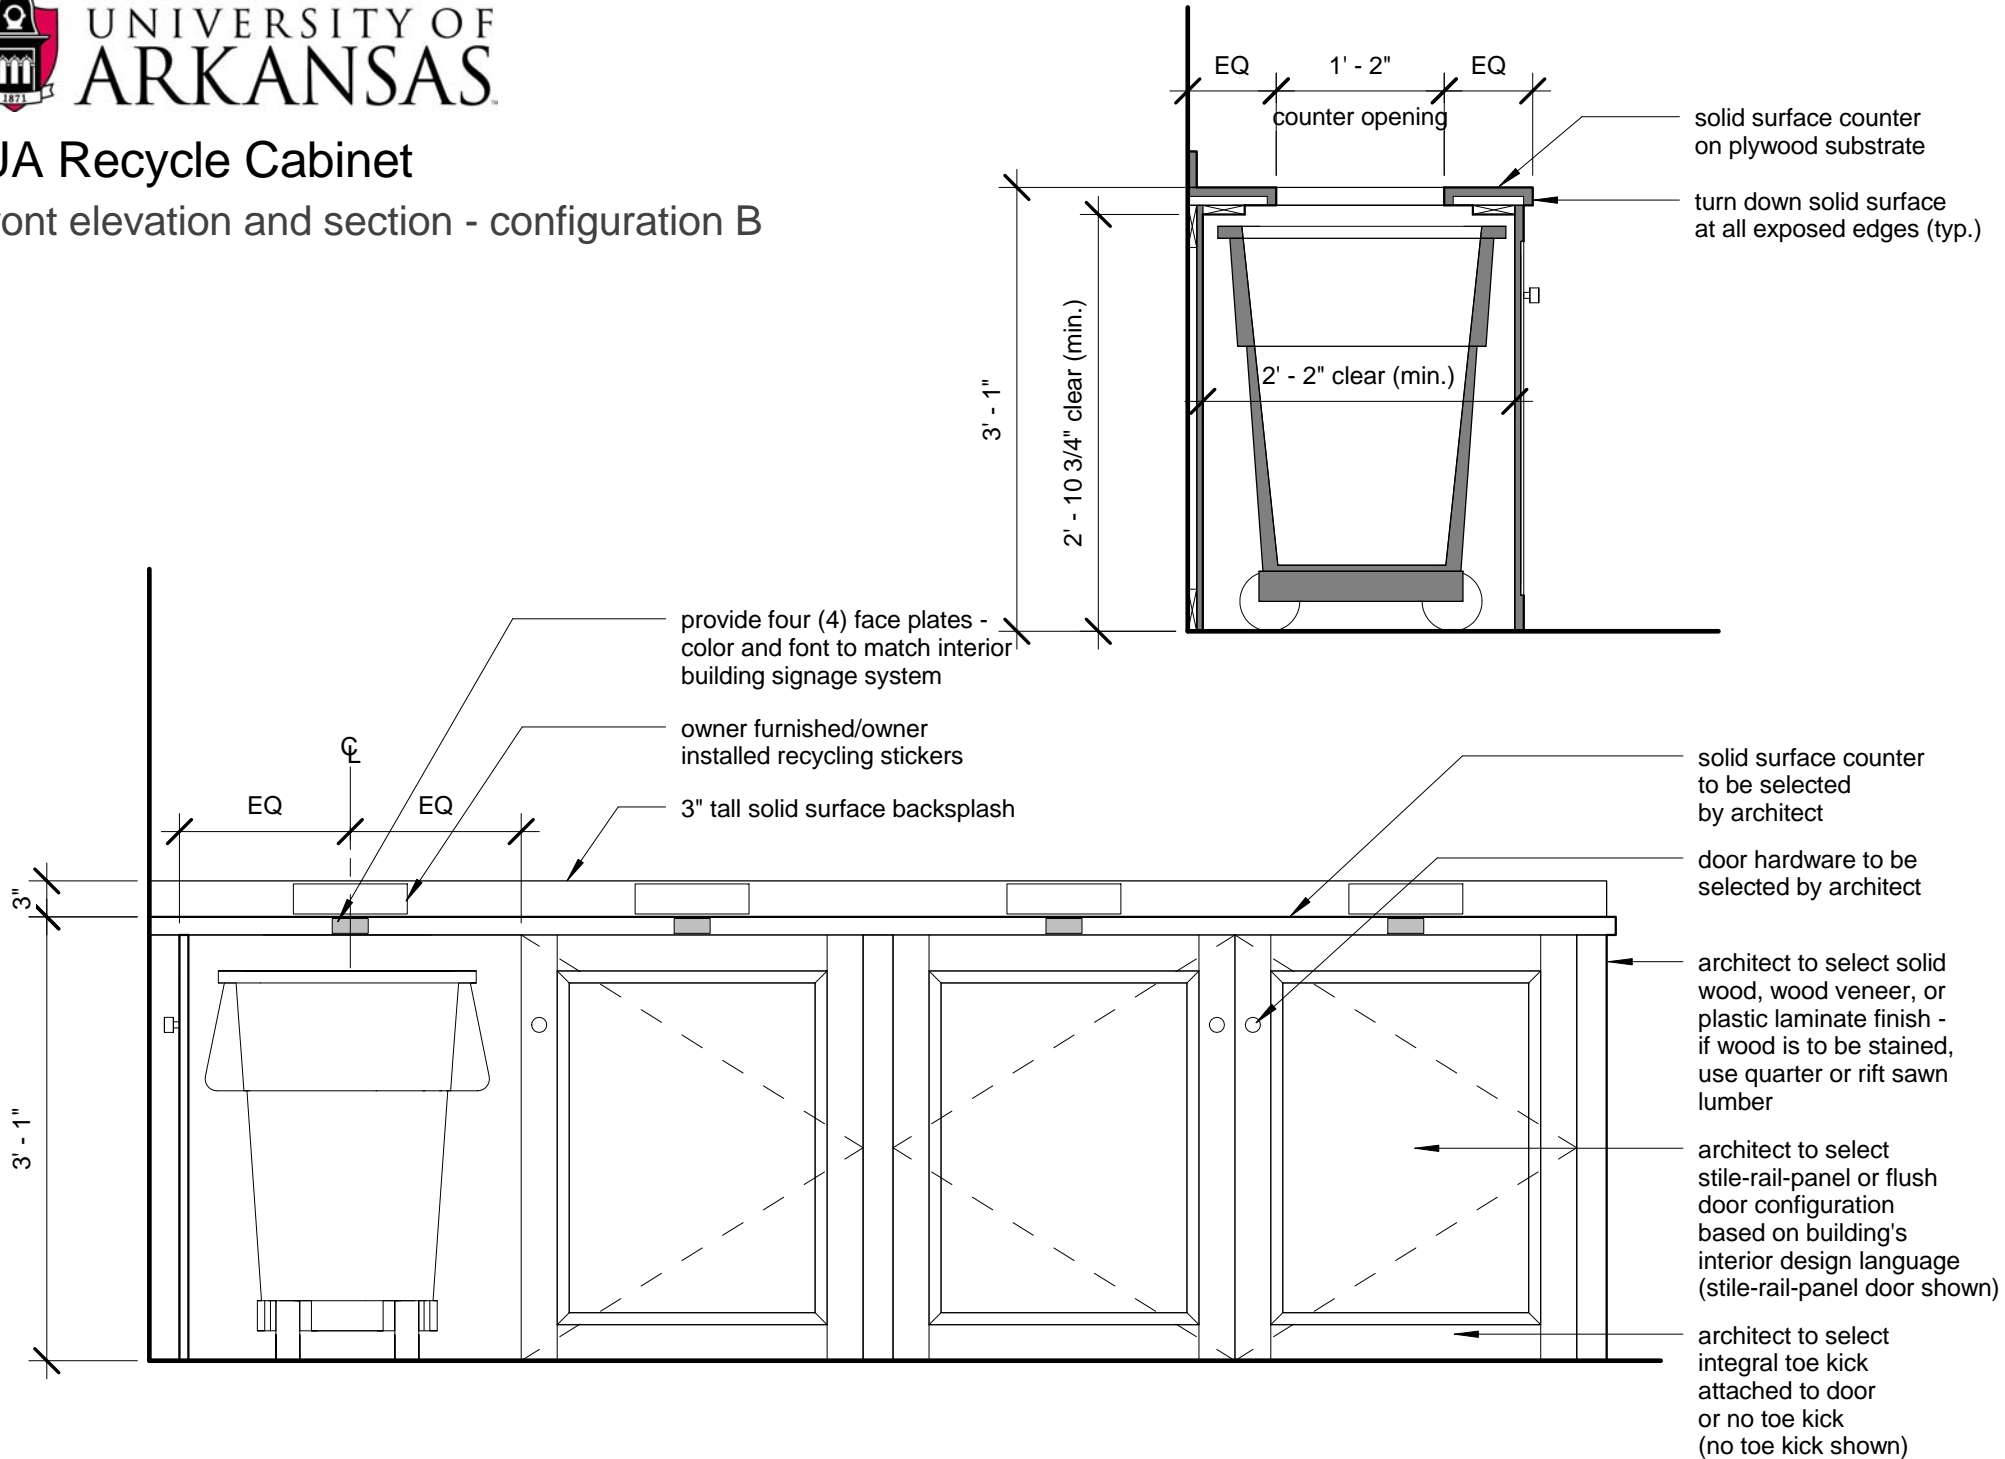 UNIVERSITY OF
ARKANSAS
1871
UA Recycle Cabinet
ront elevation and section - configuration B
EQ
1' - 2"
EQ
counter opening
solid surface counter
on plywood substrate
turn down solid surface
at all exposed edges (typ.)
3' - 1"
2' - 10 3/4" clear (min.)
2' - 2" clear (min.)
provide four (4) face plates -
color and font to match interior
building signage system
owner furnished/owner
installed recycling stickers
3" tall solid surface backsplash
CL
EQ
EQ
3"
3' - 1"
solid surface counter
to be selected
by architect
door hardware to be
selected by architect
architect to select solid
wood, wood veneer, or
plastic laminate finish -
if wood is to be stained,
use quarter or rift sawn
lumber
architect to select
stile-rail-panel or flush
door configuration
based on building's
interior design language
(stile-rail-panel door shown)
architect to select
integral toe kick
attached to door
or no toe kick
(no toe kick shown)